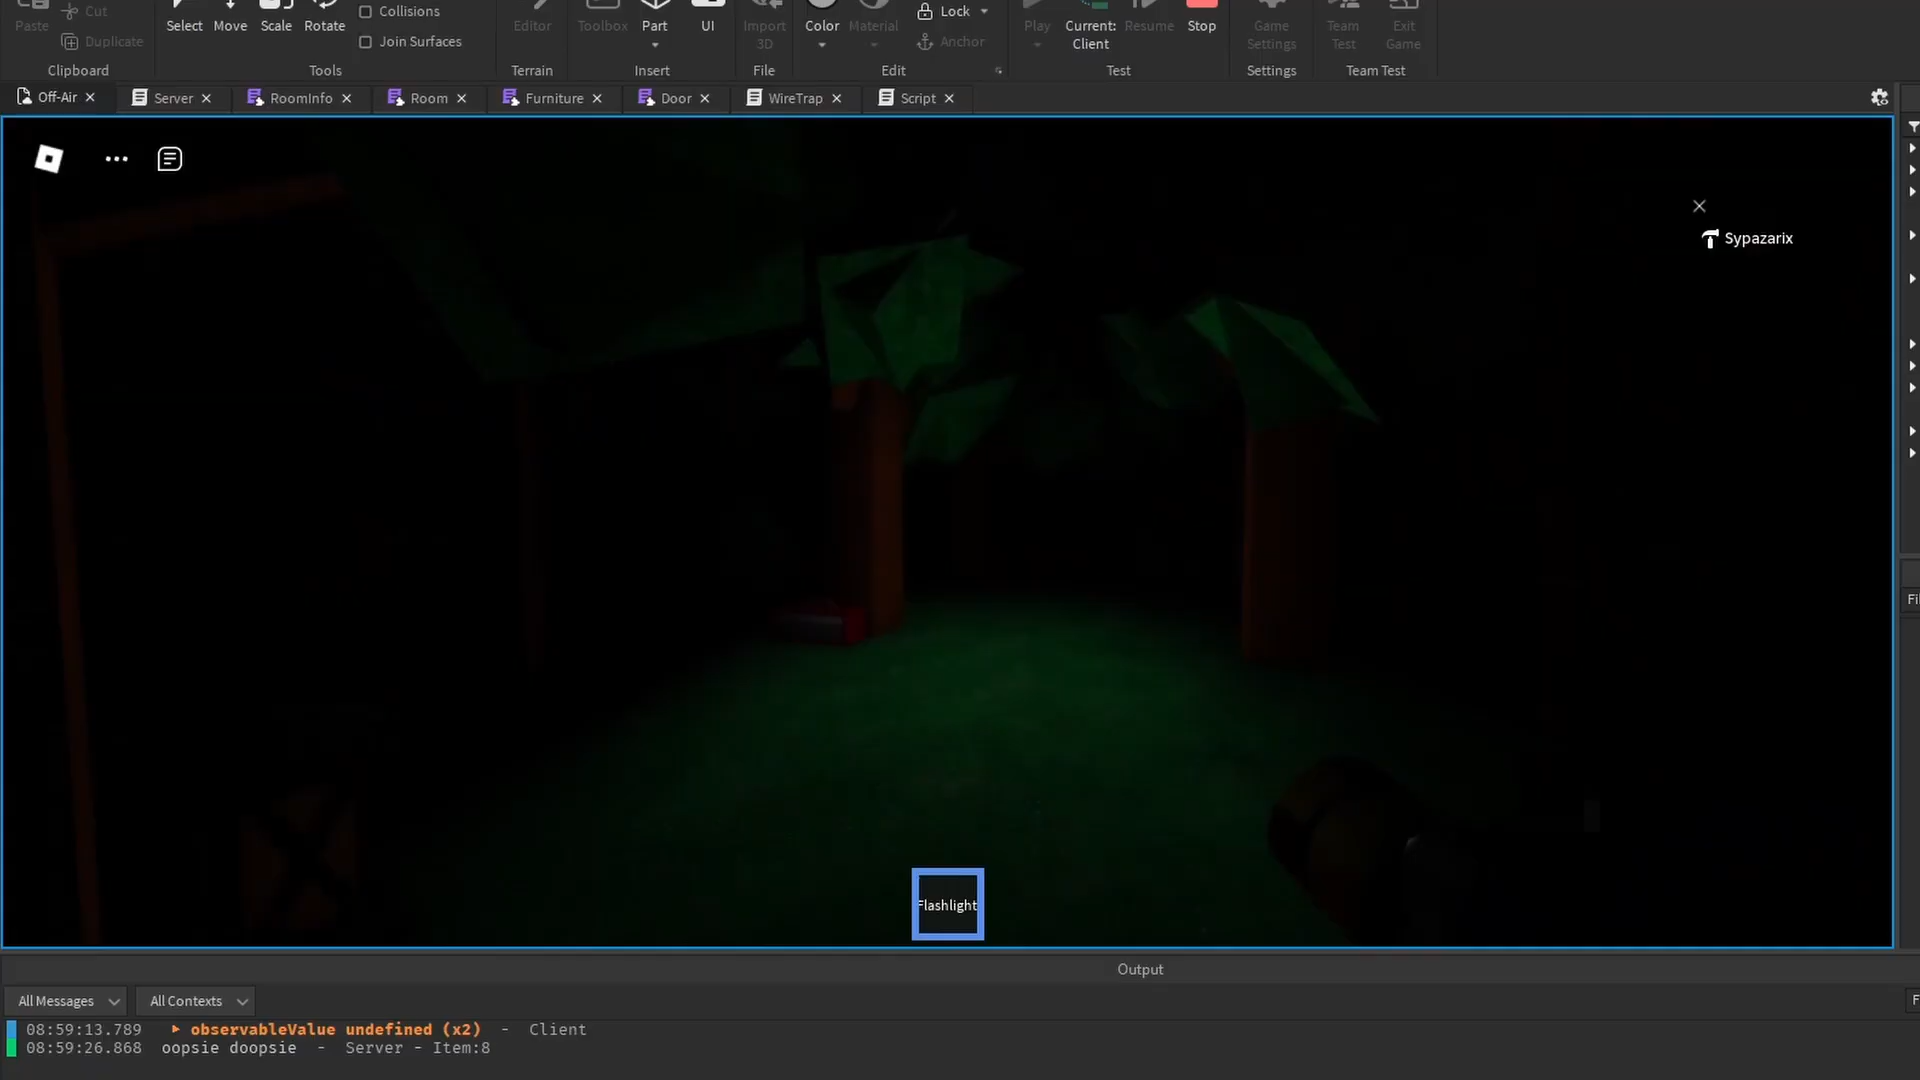 Paste
Cut
Duplicate
Clipboard
Select
Move
Scale
Rotate
Collisions
Join Surfaces
Tools
Editor
Terrain
Toolbox
Part
UI
Insert
Import
3D
File
Color
Material
Lock
Anchor
Edit
Play
Current:
Client
Resume
Stop
Test
Game
Settings
Settings
Team
Test
Exit
Game
Team Test
Off-Air
Server
RoomInfo
Room
Furniture
Door
WireTrap
Script
Sypazarix
Flashlight
Output
All Messages
All Contexts
08:59:13.789 observableValue undefined (x2) - Client
08:59:26.868 oopsie doopsie - Server - Item:8